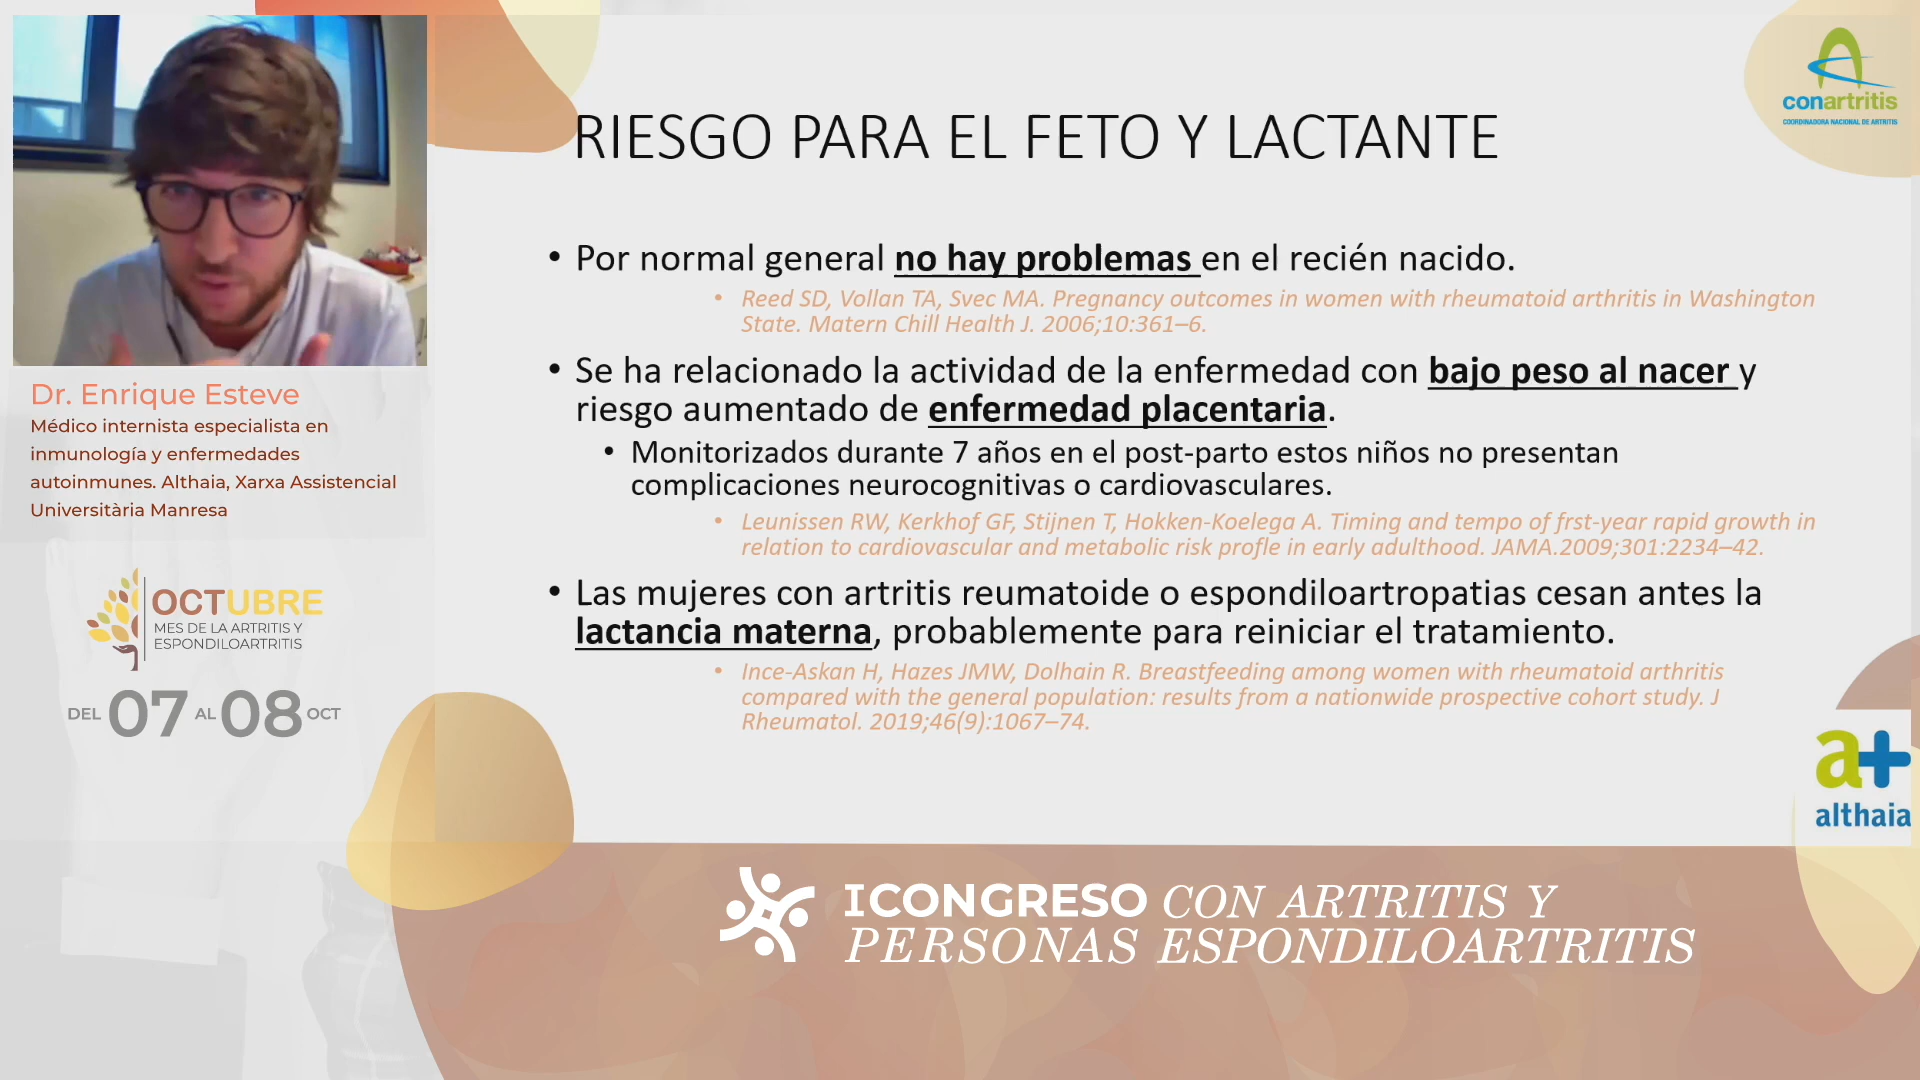 RIESGO PARA EL FETO Y LACTANTE
• Por normal general no hay problemas en el recién nacido.
• Reed SD, Vollan TA, Svec MA. Pregnancy outcomes in women with rheumatoid arthritis in Washington
State. Matern Chill Health J. 2006;10:361–6.
• Se ha relacionado la actividad de la enfermedad con bajo peso al nacer y
riesgo aumentado de enfermedad placentaria.
• Monitorizados durante 7 años en el post-parto estos niños no presentan
complicaciones neurocognitivas o cardiovasculares.
• Leunissen RW, Kerkhof GF, Stijnen T, Hokken-Koelega A. Timing and tempo of frst-year rapid growth in
relation to cardiovascular and metabolic risk profle in early adulthood. JAMA.2009;301:2234–42.
• Las mujeres con artritis reumatoide o espondiloartropatias cesan antes la
lactancia materna, probablemente para reiniciar el tratamiento.
• Ince-Askan H, Hazes JMW, Dolhain R. Breastfeeding among women with rheumatoid arthritis
compared with the general population: results from a nationwide prospective cohort study. J
Rheumatol. 2019;46(9):1067–74.
conartritis
COORDINADORA NACIONAL DE ARTRITIS
Dr. Enrique Esteve
Médico internista especialista en
inmunología y enfermedades
autoinmunes. Althaia, Xarxa Assistencial
Universitària Manresa
OCTUBRE
MES DE LA ARTRITIS Y
ESPONDILOARTRITIS
DEL 07 AL 08 OCT
a+
althaia
I CONGRESO CON ARTRITIS Y
PERSONAS ESPONDILOARTRITIS